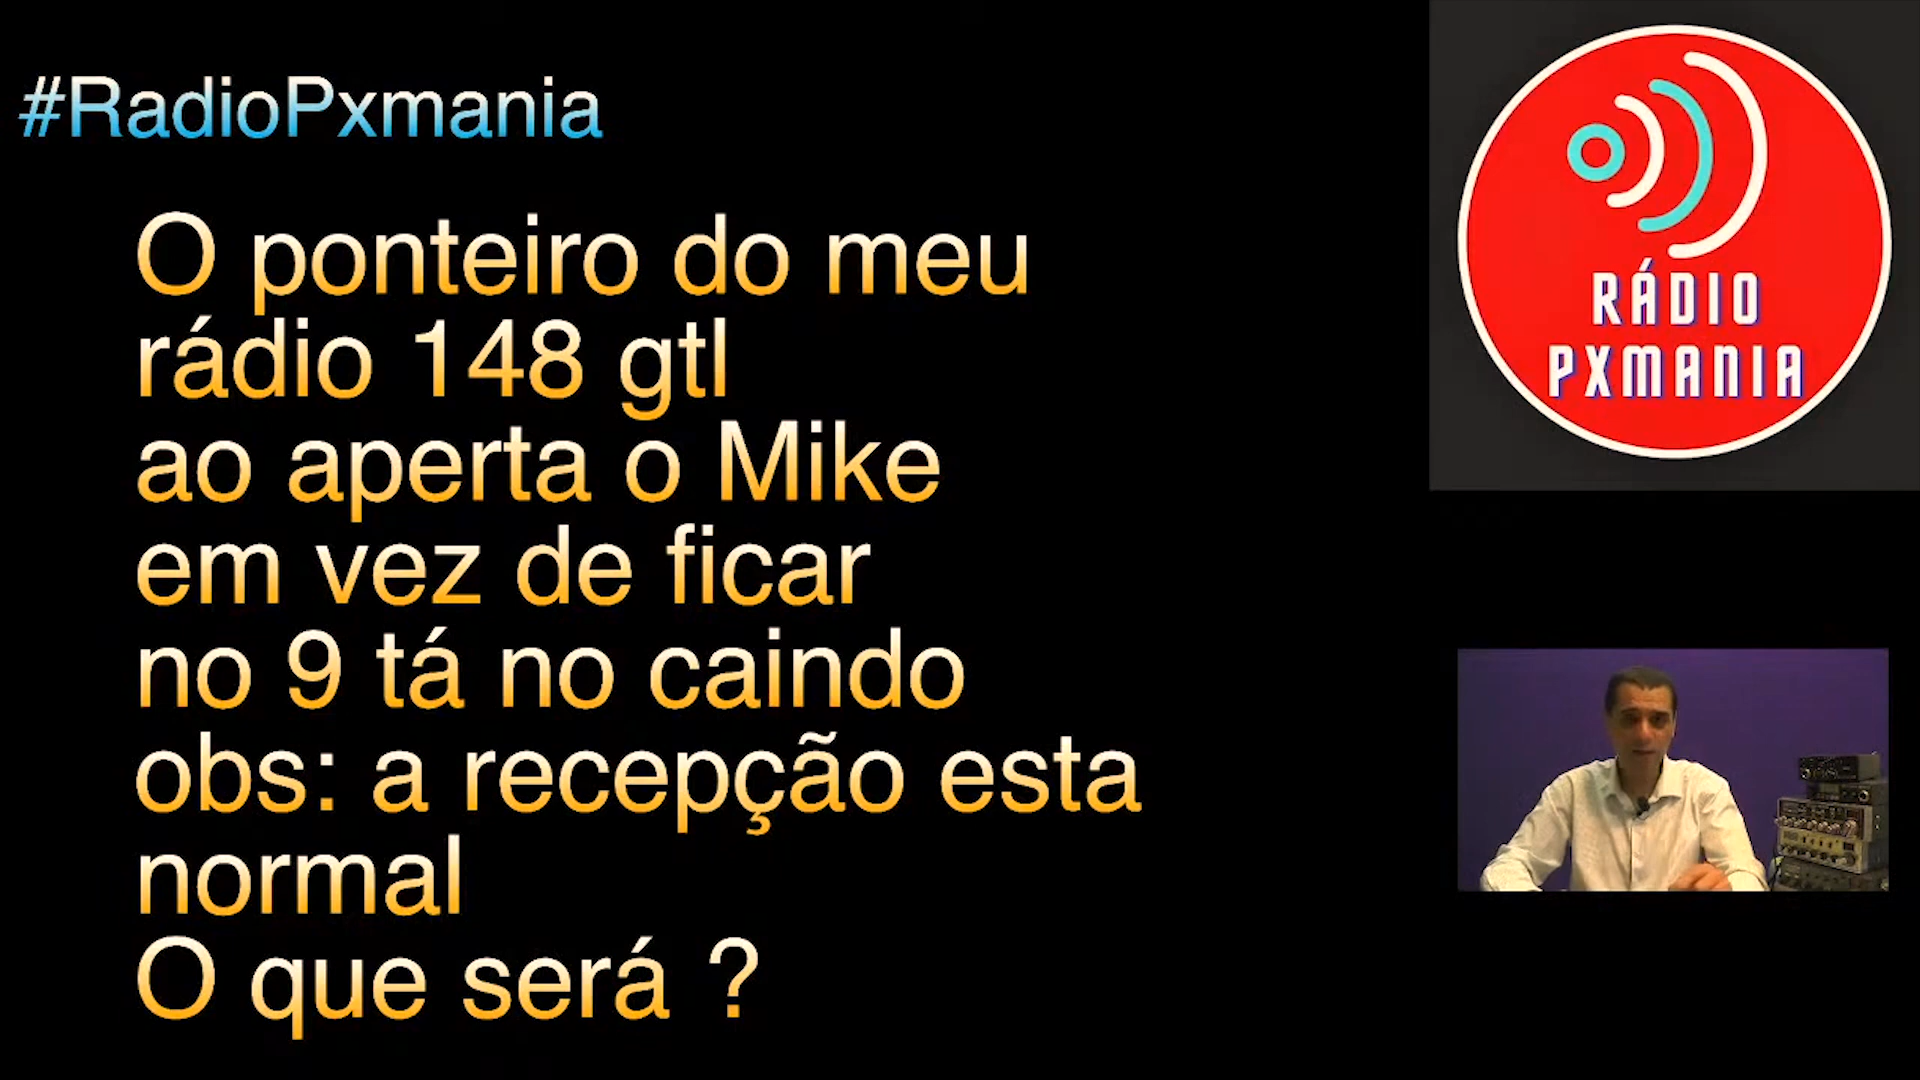 #RadioPxmania
O ponteiro do meu
rádio 148 gtl
ao aperta o Mike
em vez de ficar
no 9 tá no caindo
obs: a recepção esta
normal
O que será ?
RÁDIO
PXMANIA